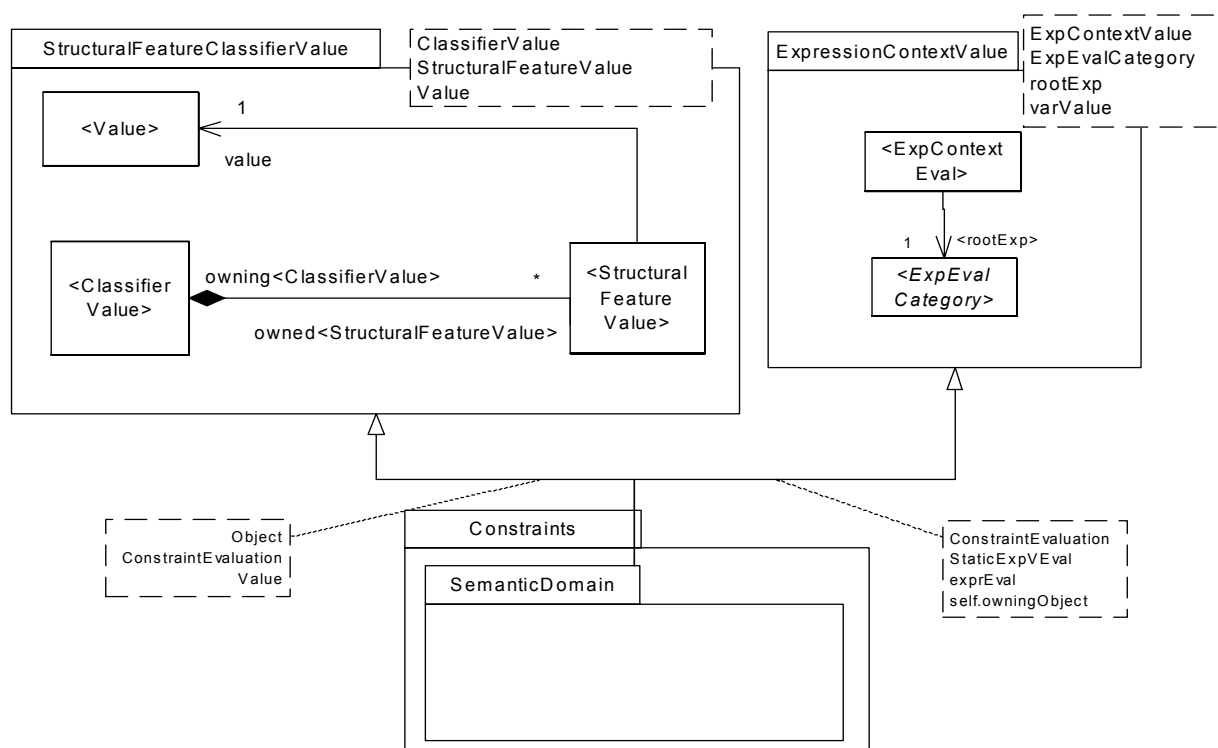 StructuralFeatureClassifierValue
ClassifierValue
StructuralFeatureValue
Value
<Value>
1
value
<Classifier
Value>
owning<ClassifierValue>
*
owned<StructuralFeatureValue>
<Structural
Feature
Value>
ExpressionContextValue
ExpContextValue
ExpEvalCategory
rootExp
varValue
<ExpContext
Eval>
1
<rootExp>
<ExpEval
Category>
Object
ConstraintEvaluation
Value
Constraints
SemanticDomain
ConstraintEvaluation
StaticExpVEval
exprEval
self.owningObject